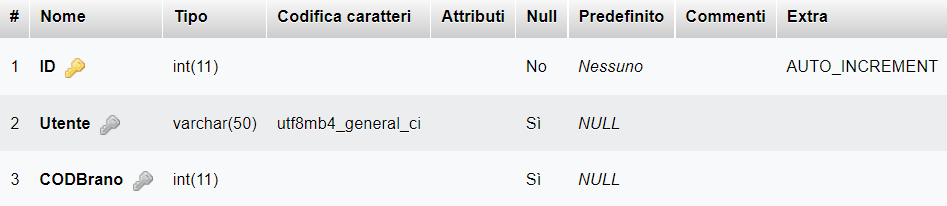 # Nome Tipo Codifica caratteri Attributi Null Predefinito Commenti Extra
1 ID int(11) No Nessuno AUTO_INCREMENT
2 Utente varchar(50) utf8mb4_general_ci Sì NULL
3 CODBrano int(11) Sì NULL